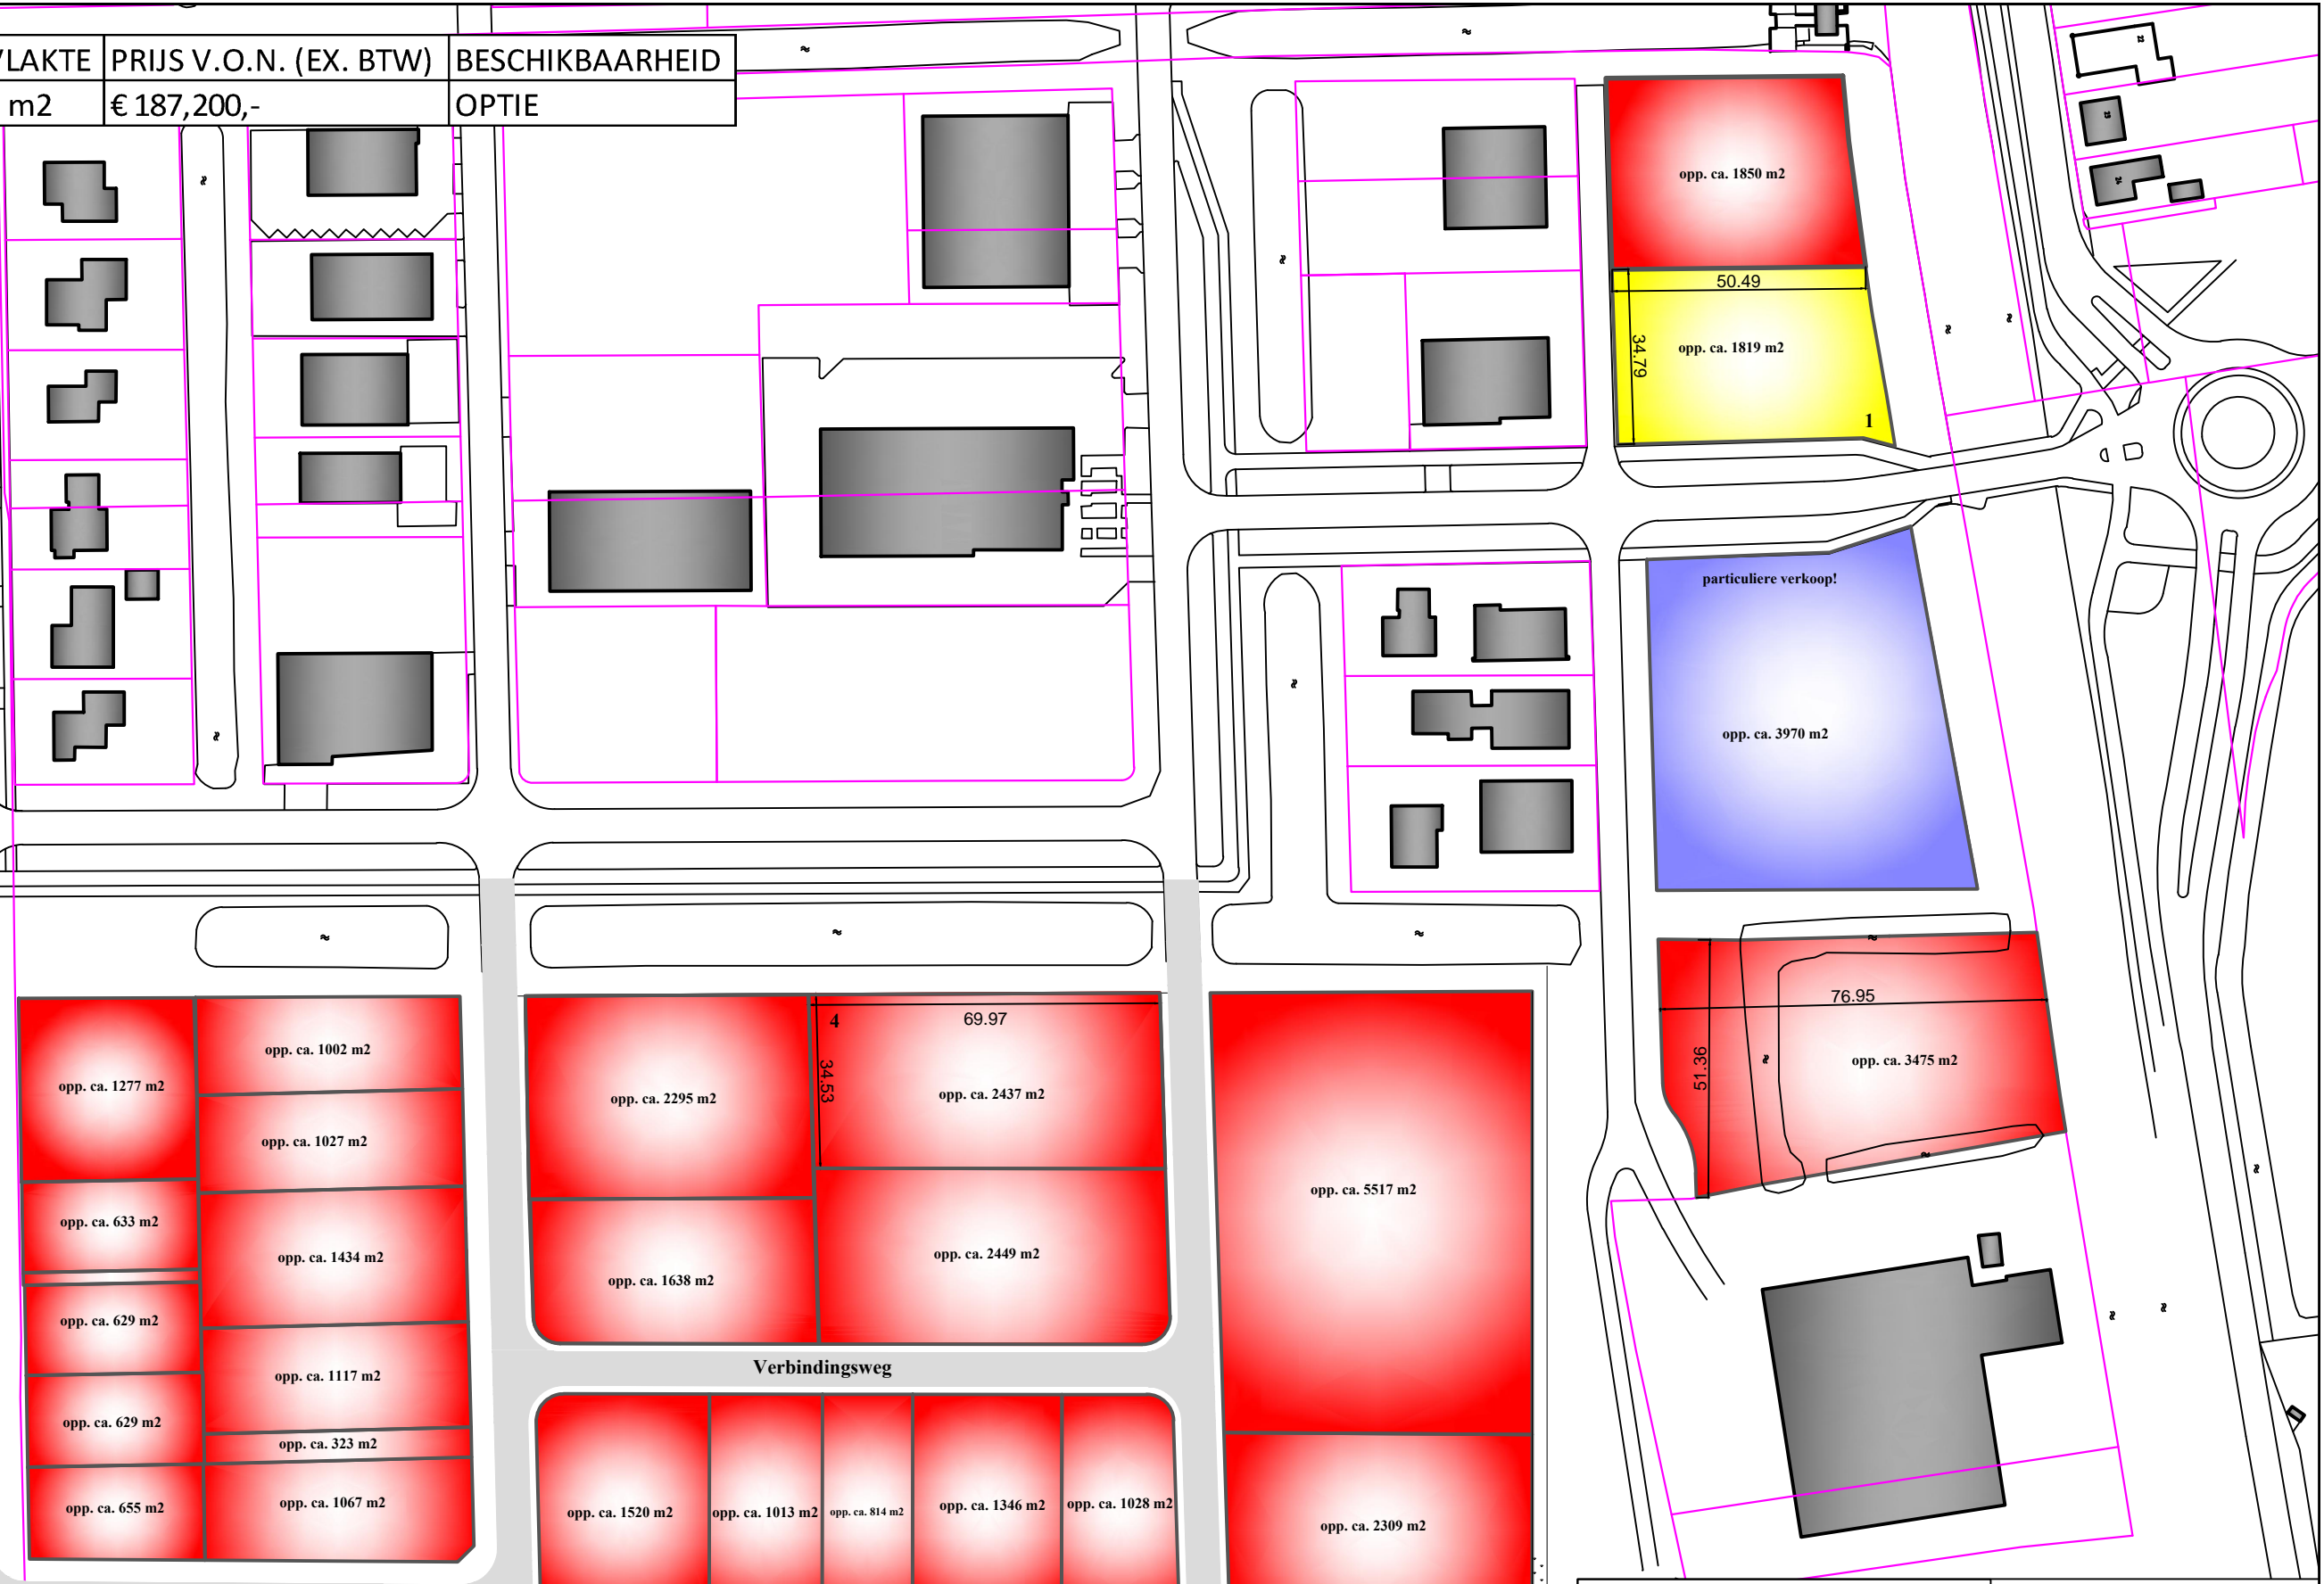 VLAKTE PRIJS V.O.N. (EX. BTW) BESCHIKBAARHEID
m2 € 187,200,- OPTIE
22
23
24
opp. ca. 1850 m2
50.49
34.79
opp. ca. 1819 m2
1
particuliere verkoop!
opp. ca. 3970 m2
76.95
51.36
opp. ca. 3475 m2
opp. ca. 1277 m2
opp. ca. 1002 m2
opp. ca. 1027 m2
opp. ca. 633 m2
opp. ca. 1434 m2
opp. ca. 629 m2
opp. ca. 1117 m2
opp. ca. 629 m2
opp. ca. 323 m2
opp. ca. 655 m2
opp. ca. 1067 m2
4
69.97
34.53
opp. ca. 2295 m2
opp. ca. 2437 m2
opp. ca. 1638 m2
opp. ca. 2449 m2
Verbindingsweg
opp. ca. 1520 m2
opp. ca. 1013 m2
opp. ca. 814 m2
opp. ca. 1346 m2
opp. ca. 1028 m2
opp. ca. 5517 m2
opp. ca. 2309 m2